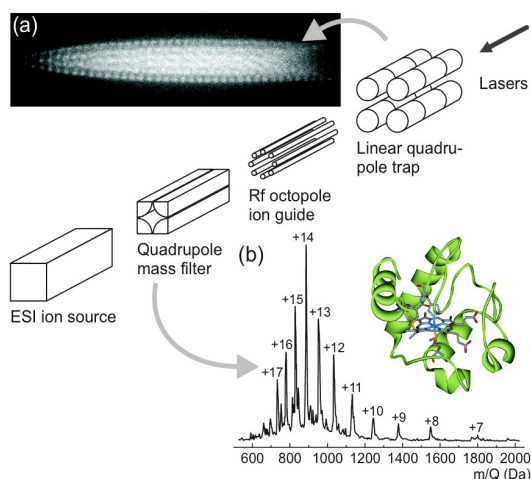 (a)
Lasers
Linear quadru-
pole trap
Rf octopole
ion guide
Quadrupole
mass filter
ESI ion source
(b)
+14
+15
+13
+16
+12
+17
+11
+10
+9
+8
+7
600 800 1000 1200 1400 1600 1800 2000
m/Q (Da)